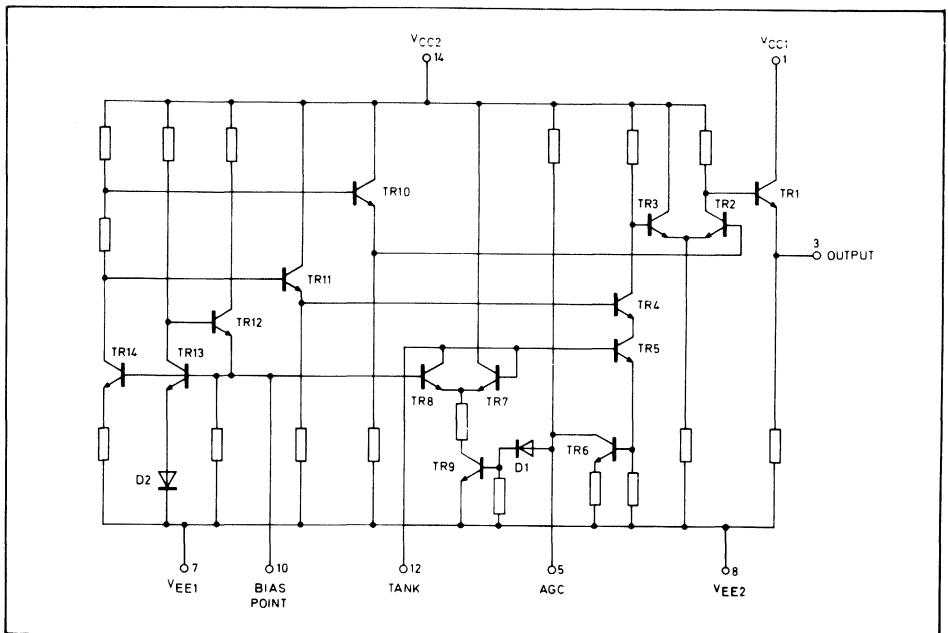 VCC2
14
VCC1
1
TR10
TR3
TR2
TR1
3
OUTPUT
TR11
TR4
TR12
TR14
TR13
TR5
TR8
TR7
TR9
D1
TR6
D2
7
VEE1
10
BIAS
POINT
12
TANK
5
AGC
8
VEE2